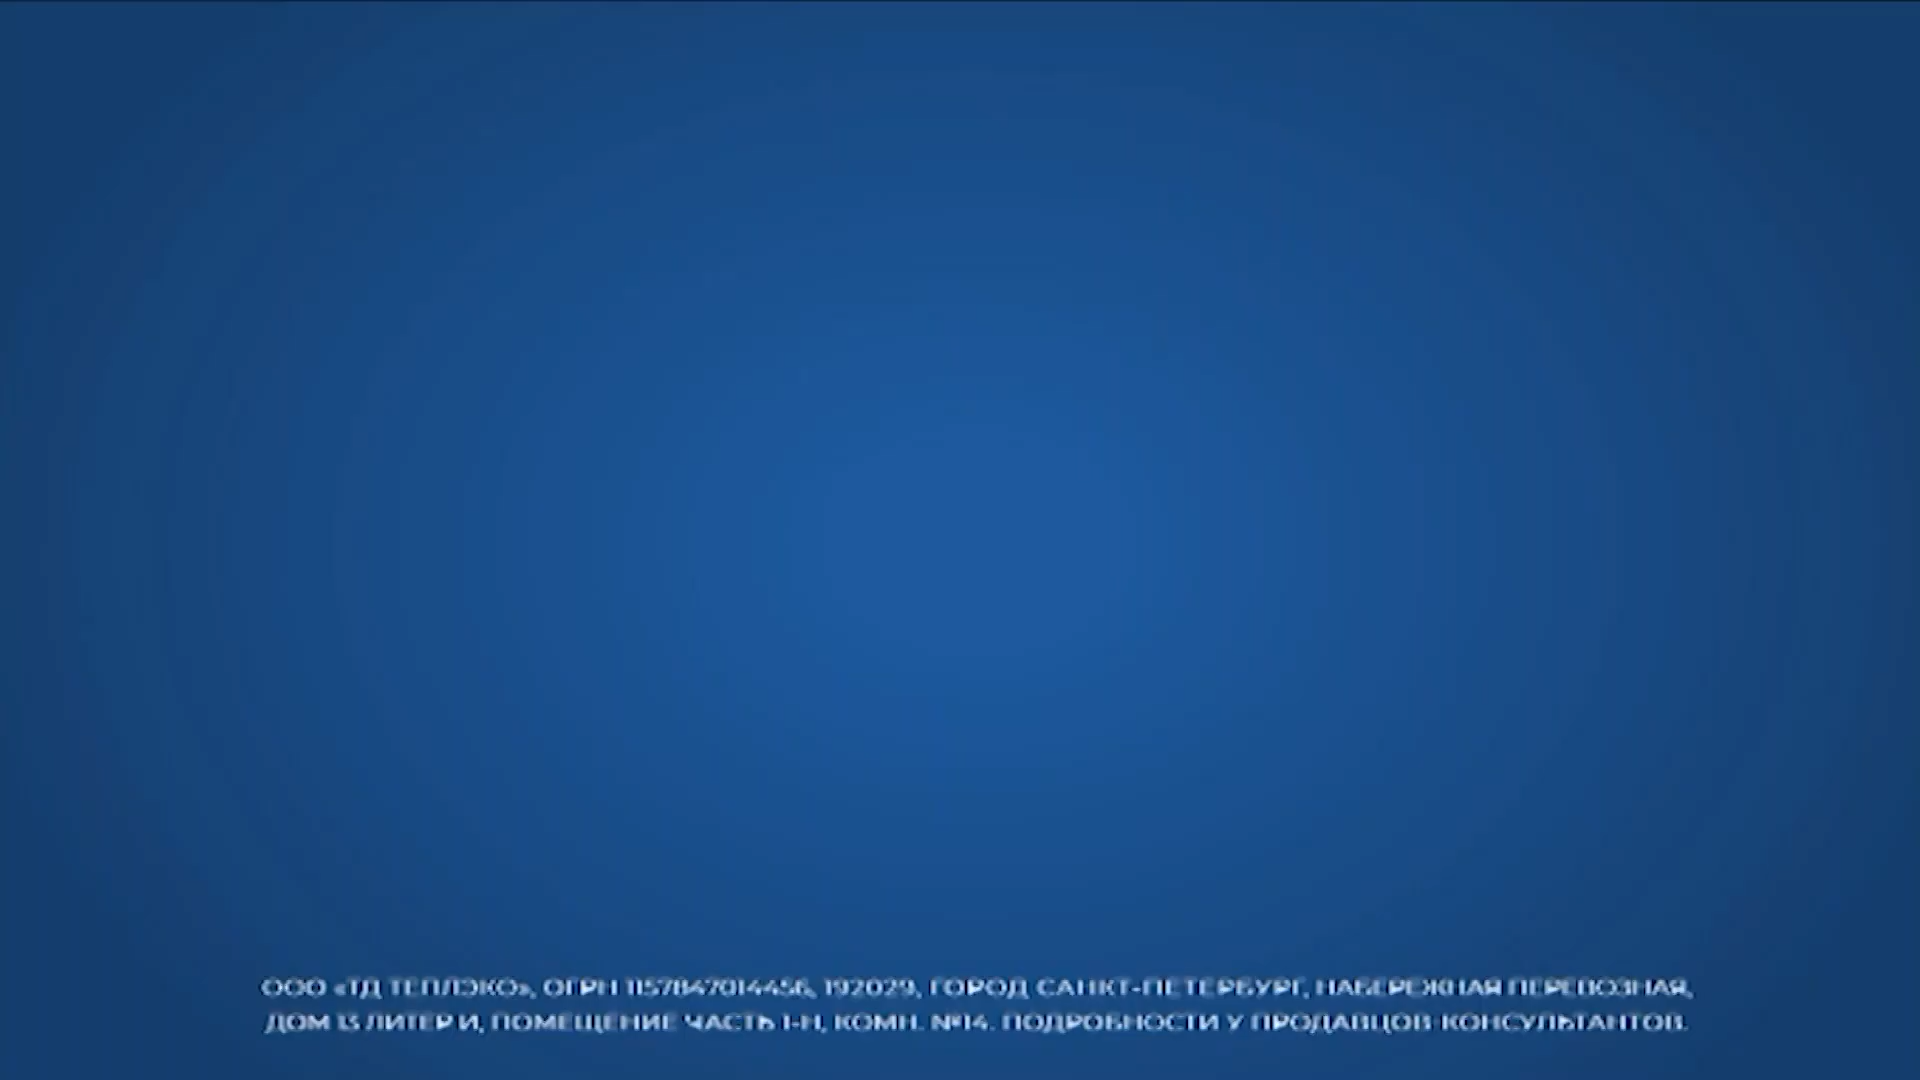 ООО «ТД ТЕПЛЭКО», ОГРН 1157847014456, 192029, ГОРОД САНКТ-ПЕТЕРБУРГ, НАБЕРЕЖНАЯ ПЕРЕВОЗНАЯ,
ДОМ 13 ЛИТЕР И, ПОМЕЩЕНИЕ ЧАСТЬ 1-Н, КОМН. №14. ПОДРОБНОСТИ У ПРОДАВЦОВ-КОНСУЛЬТАНТОВ.